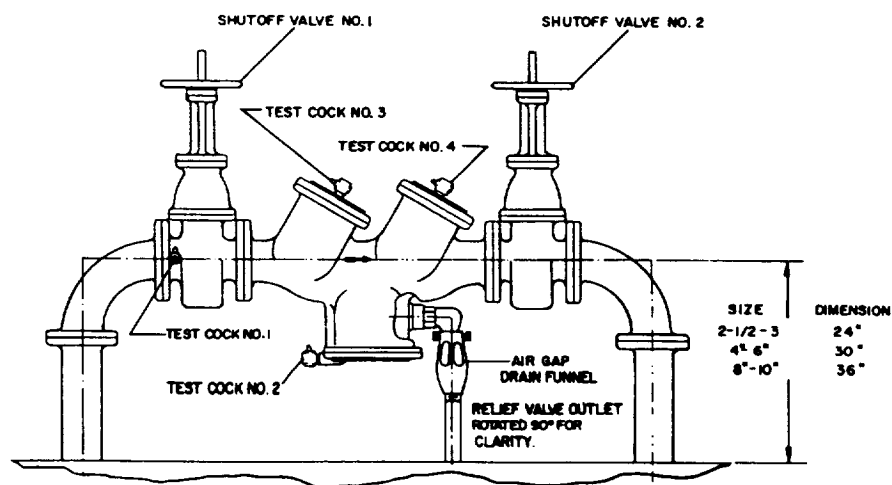 SHUTOFF VALVE NO. 1
SHUTOFF VALVE NO. 2
TEST COCK NO. 3
TEST COCK NO. 4
TEST COCK NO. 1
TEST COCK NO. 2
AIR GAP
DRAIN FUNNEL
RELIEF VALVE OUTLET
ROTATED 90° FOR
CLARITY.
SIZE DIMENSION
2-1/2-3 24"
4"-6" 30"
8"-10" 36"